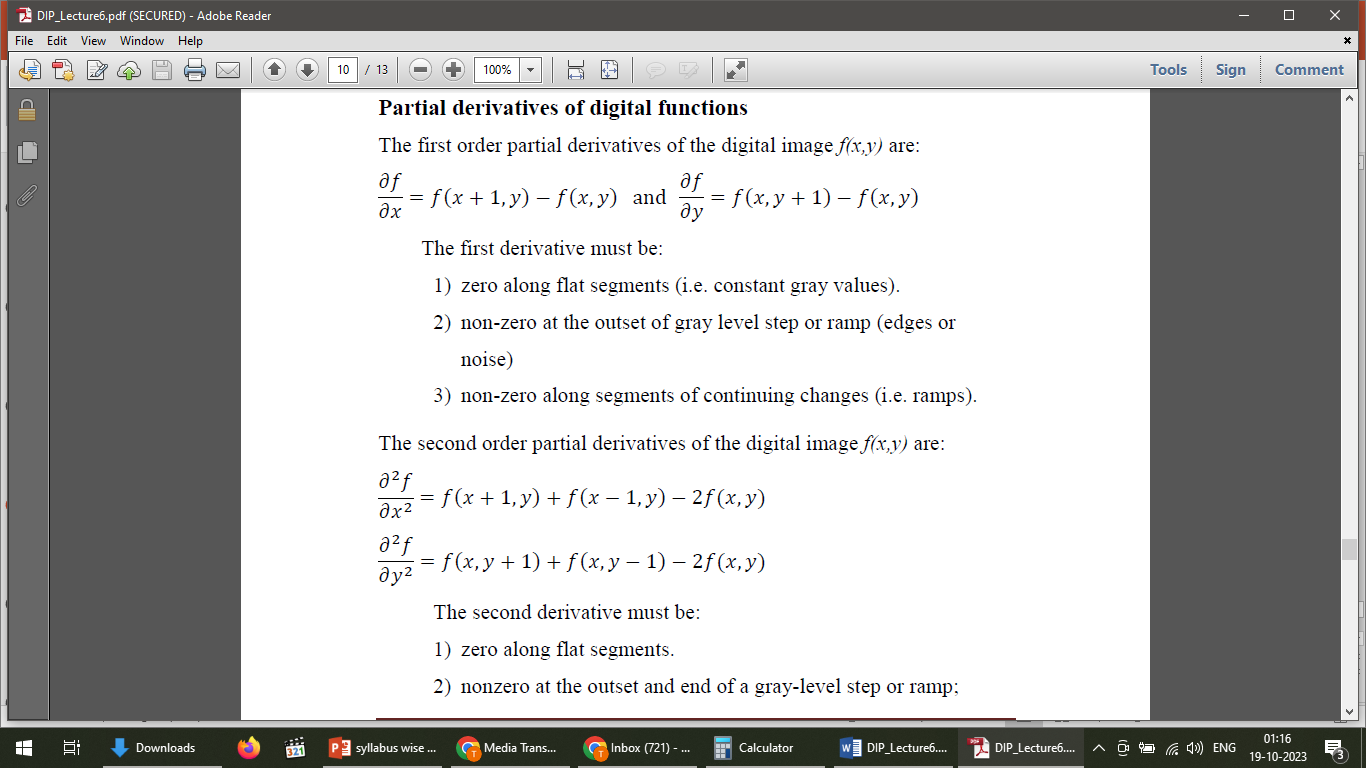 DIP_Lecture6.pdf (SECURED) - Adobe Reader
File Edit View Window Help
10 / 13 100% Tools Sign Comment
Partial derivatives of digital functions
The first order partial derivatives of the digital image f(x,y) are:
∂f/∂x = f(x + 1, y) − f(x, y) and ∂f/∂y = f(x, y + 1) − f(x, y)
The first derivative must be:
1) zero along flat segments (i.e. constant gray values).
2) non-zero at the outset of gray level step or ramp (edges or
noise)
3) non-zero along segments of continuing changes (i.e. ramps).
The second order partial derivatives of the digital image f(x,y) are:
∂²f/∂x² = f(x + 1, y) + f(x − 1, y) − 2f(x, y)
∂²f/∂y² = f(x, y + 1) + f(x, y − 1) − 2f(x, y)
The second derivative must be:
1) zero along flat segments.
2) nonzero at the outset and end of a gray-level step or ramp;
Downloads 321 syllabus wise ... Media Trans... Inbox (721) - ... Calculator DIP_Lecture6.... DIP_Lecture6.... ENG 01:16
19-10-2023 3